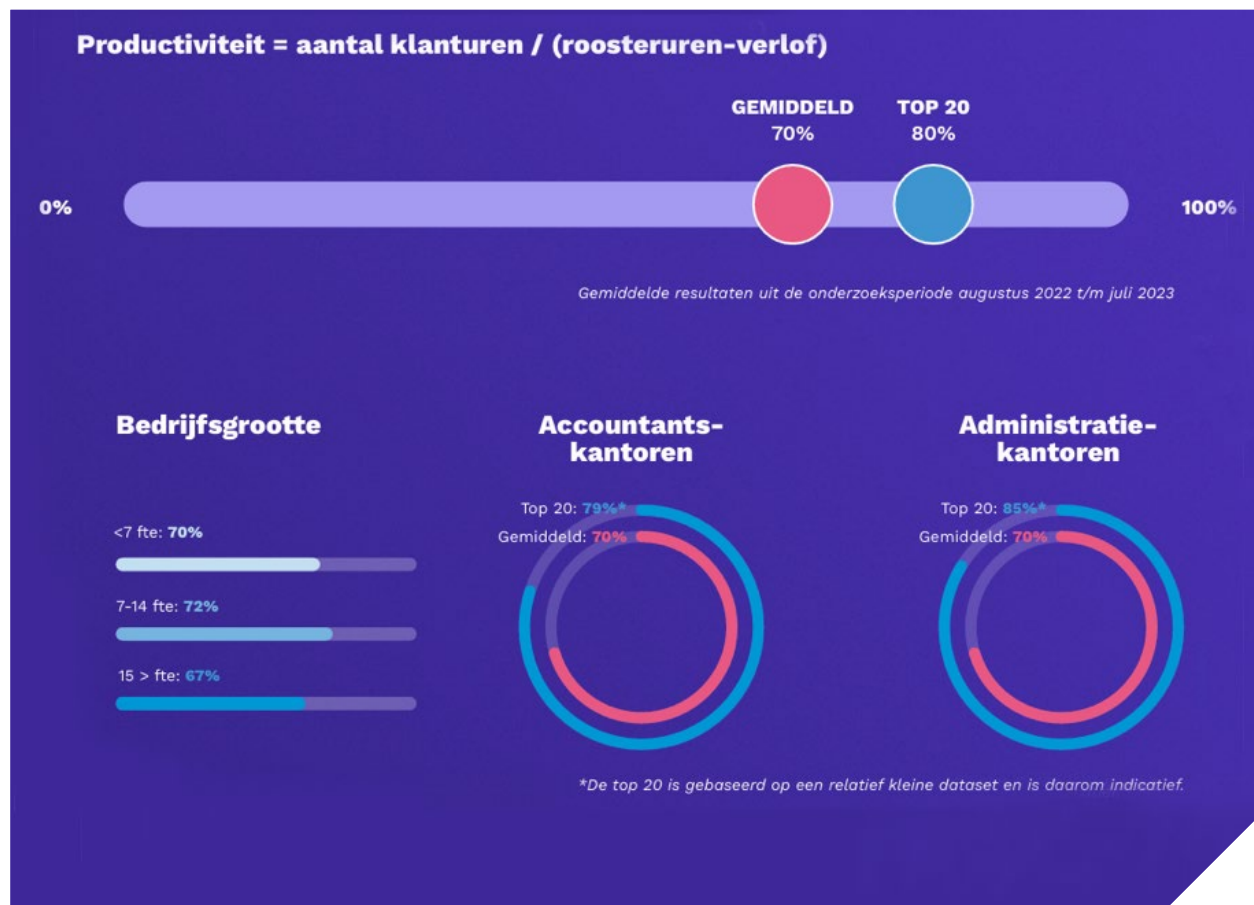 Productiviteit = aantal klanturen / (roosteruren-verlof)
GEMIDDELD
70%
TOP 20
80%
0%
100%
Gemiddelde resultaten uit de onderzoeksperiode augustus 2022 t/m juli 2023
Bedrijfsgrootte
<7 fte: 70%
7-14 fte: 72%
15 > fte: 67%
Accountants-
kantoren
Top 20: 79%*
Gemiddeld: 70%
Administratie-
kantoren
Top 20: 85%*
Gemiddeld: 70%
*De top 20 is gebaseerd op een relatief kleine dataset en is daarom indicatief.